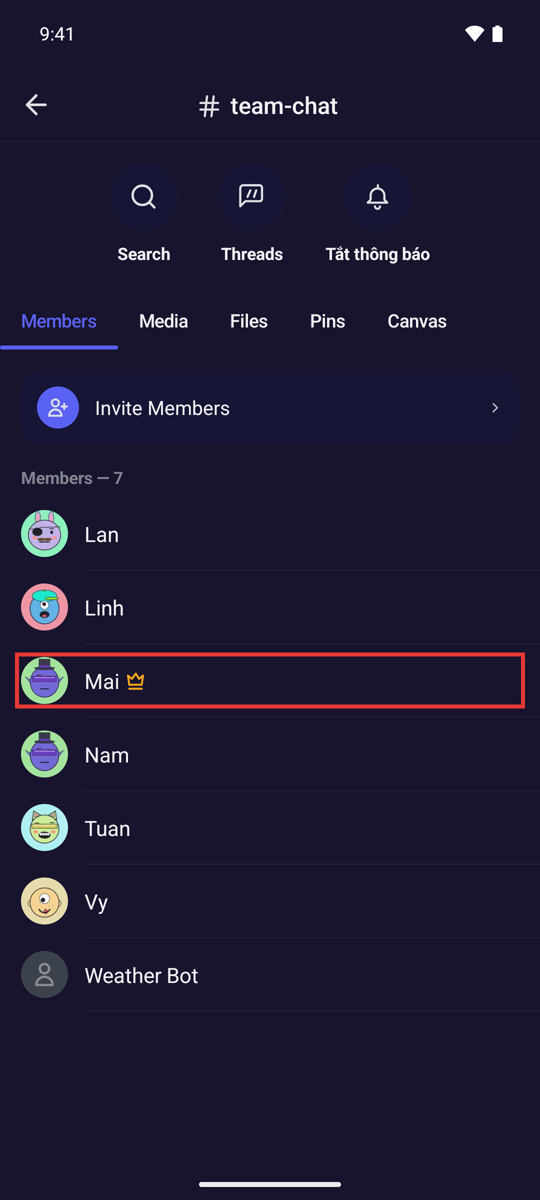 9:41
# team-chat
Search
Threads
Tắt thông báo
Members
Media
Files
Pins
Canvas
Invite Members
Members — 7
Lan
Linh
Mai
Nam
Tuan
Vy
Weather Bot